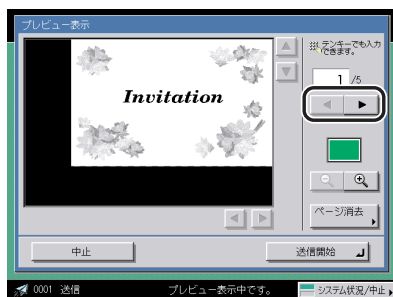 プレビュー表示
テンキーでも入力
できます。
1 /5
Invitation
ページ消去
中止
送信開始
0001 送信
プレビュー表示中です。
システム状況/中止